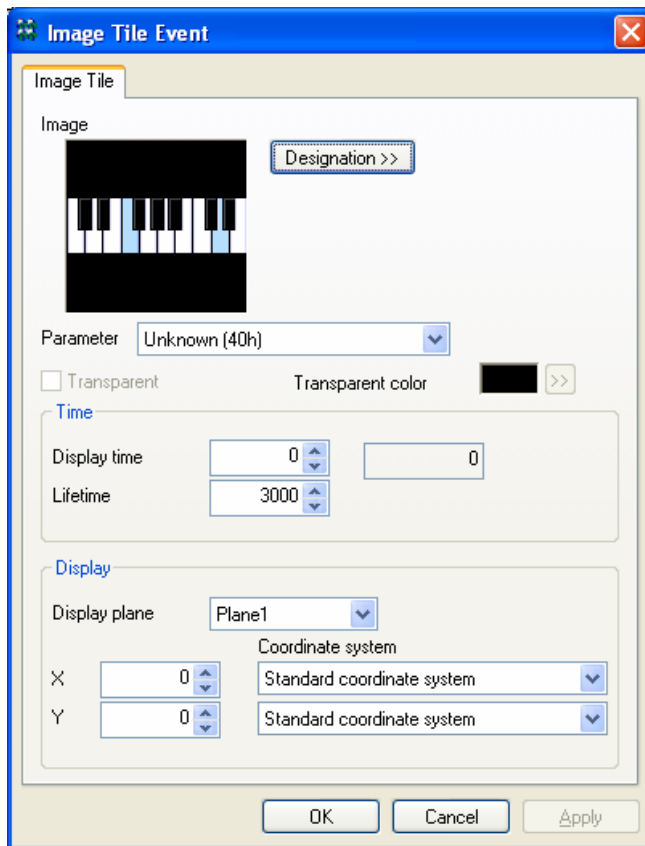 Image Tile Event
Image Tile
Image
Designation >>
Parameter Unknown (40h)
Transparent Transparent color >>
Time
Display time 0 0
Lifetime 3000
Display
Display plane Plane1
Coordinate system
X 0 Standard coordinate system
Y 0 Standard coordinate system
OK Cancel Apply